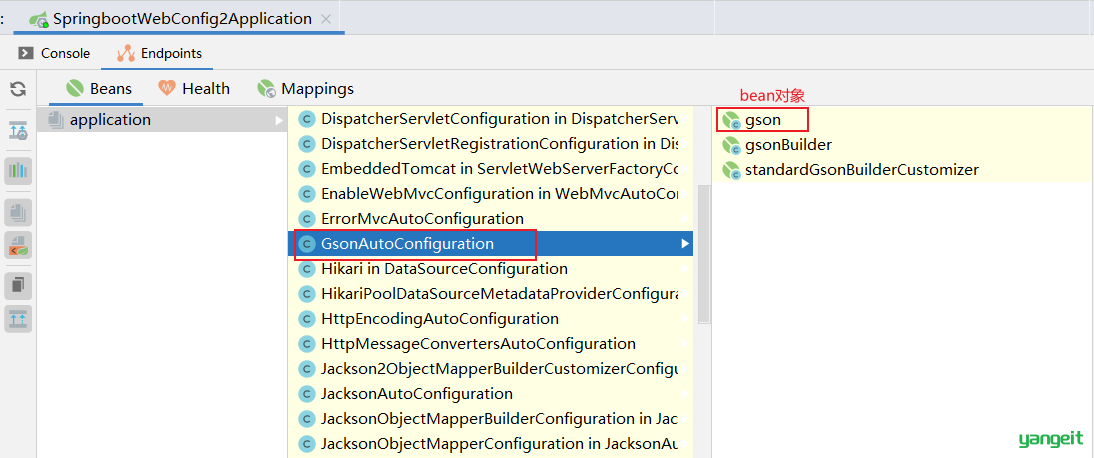 : SpringbootWebConfig2Application
Console Endpoints
Beans Health Mappings
bean对象
application
DispatcherServletConfiguration in DispatcherServ
DispatcherServletRegistrationConfiguration in Dis
EmbeddedTomcat in ServletWebServerFactoryCo
EnableWebMvcConfiguration in WebMvcAutoCon
ErrorMvcAutoConfiguration
GsonAutoConfiguration
Hikari in DataSourceConfiguration
HikariPoolDataSourceMetadataProviderConfigura
HttpEncodingAutoConfiguration
HttpMessageConvertersAutoConfiguration
Jackson2ObjectMapperBuilderCustomizerConfigu
JacksonAutoConfiguration
JacksonObjectMapperBuilderConfiguration in Jac
JacksonObjectMapperConfiguration in JacksonAu
gson
gsonBuilder
standardGsonBuilderCustomizer
yangeit